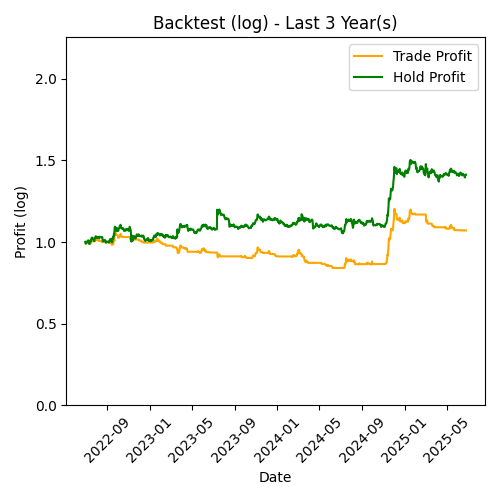 Backtest (log) - Last 3 Year(s)
Trade Profit
Hold Profit
Profit (log)
2.0
1.5
1.0
0.5
0.0
2022-09
2023-01
2023-05
2023-09
2024-01
2024-05
2024-09
2025-01
2025-05
Date